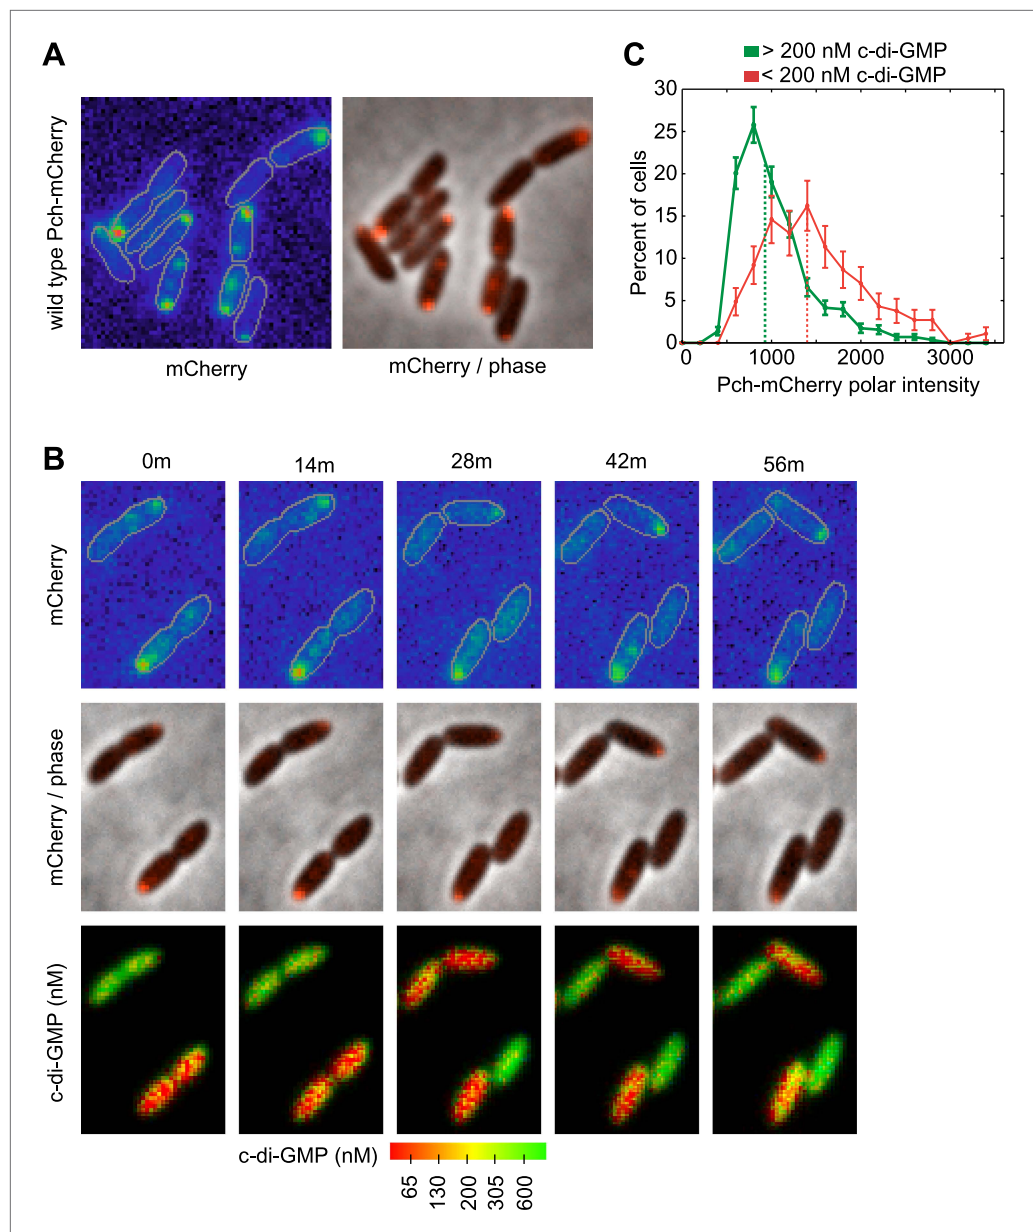 A
wild type Pch-mCherry
mCherry
mCherry / phase
C
> 200 nM c-di-GMP
< 200 nM c-di-GMP
Percent of cells
30
25
20
15
10
5
0
0 1000 2000 3000
Pch-mCherry polar intensity
B
0m 14m 28m 42m 56m
mCherry
mCherry / phase
c-di-GMP (nM)
c-di-GMP (nM)
65 130 200 305 600